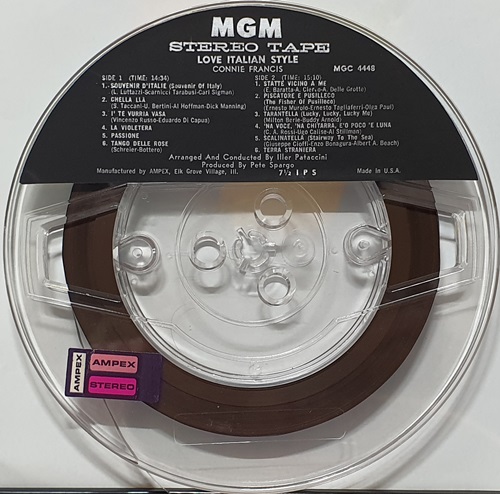 MGM
STEREO TAPE
LOVE ITALIAN STYLE
CONNIE FRANCIS
MGC 4448
SIDE 1 (TIME: 14:34)
1. SOUVENIR D'ITALIE (Souvenir Of Italy)
(L. Luttazzi-Scarnicci Tarabusi-Carl Sigman)
2. CHELLA LLÀ
(S. Taccani-U. Bertini-Al Hoffman-Dick Manning)
3. I' TE VURRIA VASA
(Vincenzo Russo-Eduardo Di Capua)
4. LA VIOLETERA
5. PASSIONE
6. TANGO DELLE ROSE
(Schreier-Bottero)
SIDE 2 (TIME: 15:10)
1. STATTE VICINO A ME
(E. Baratta-A. Delle Grotte)
2. PISCATORE E PUSILLECO
(The Fisher Of Pusilleco)
(Ernesto Murolo-Ernesto Tagliaferri-Olga Paul)
3. TARANTELLA (Lucky, Lucky, Lucky Me)
(Milton Berle-Buddy Arnold)
4. 'NA VOCE, 'NA CHITARRA, E'O POCO 'E LUNA
(C. A. Rossi-Ugo Calise-Al Stillman)
5. SCALINATELLA (Stairway To The Sea)
(Giuseppe Cioffi-Enzo Bonagura-Albert A. Beach)
6. TERRA STRANIERA
Arranged And Conducted By Iller Pataccini
Produced By Pete Spargo
Manufactured by AMPEX, Elk Grove Village, Ill.
7½ IPS
Made in U.S.A.
AMPEX
AMPEX
STEREO